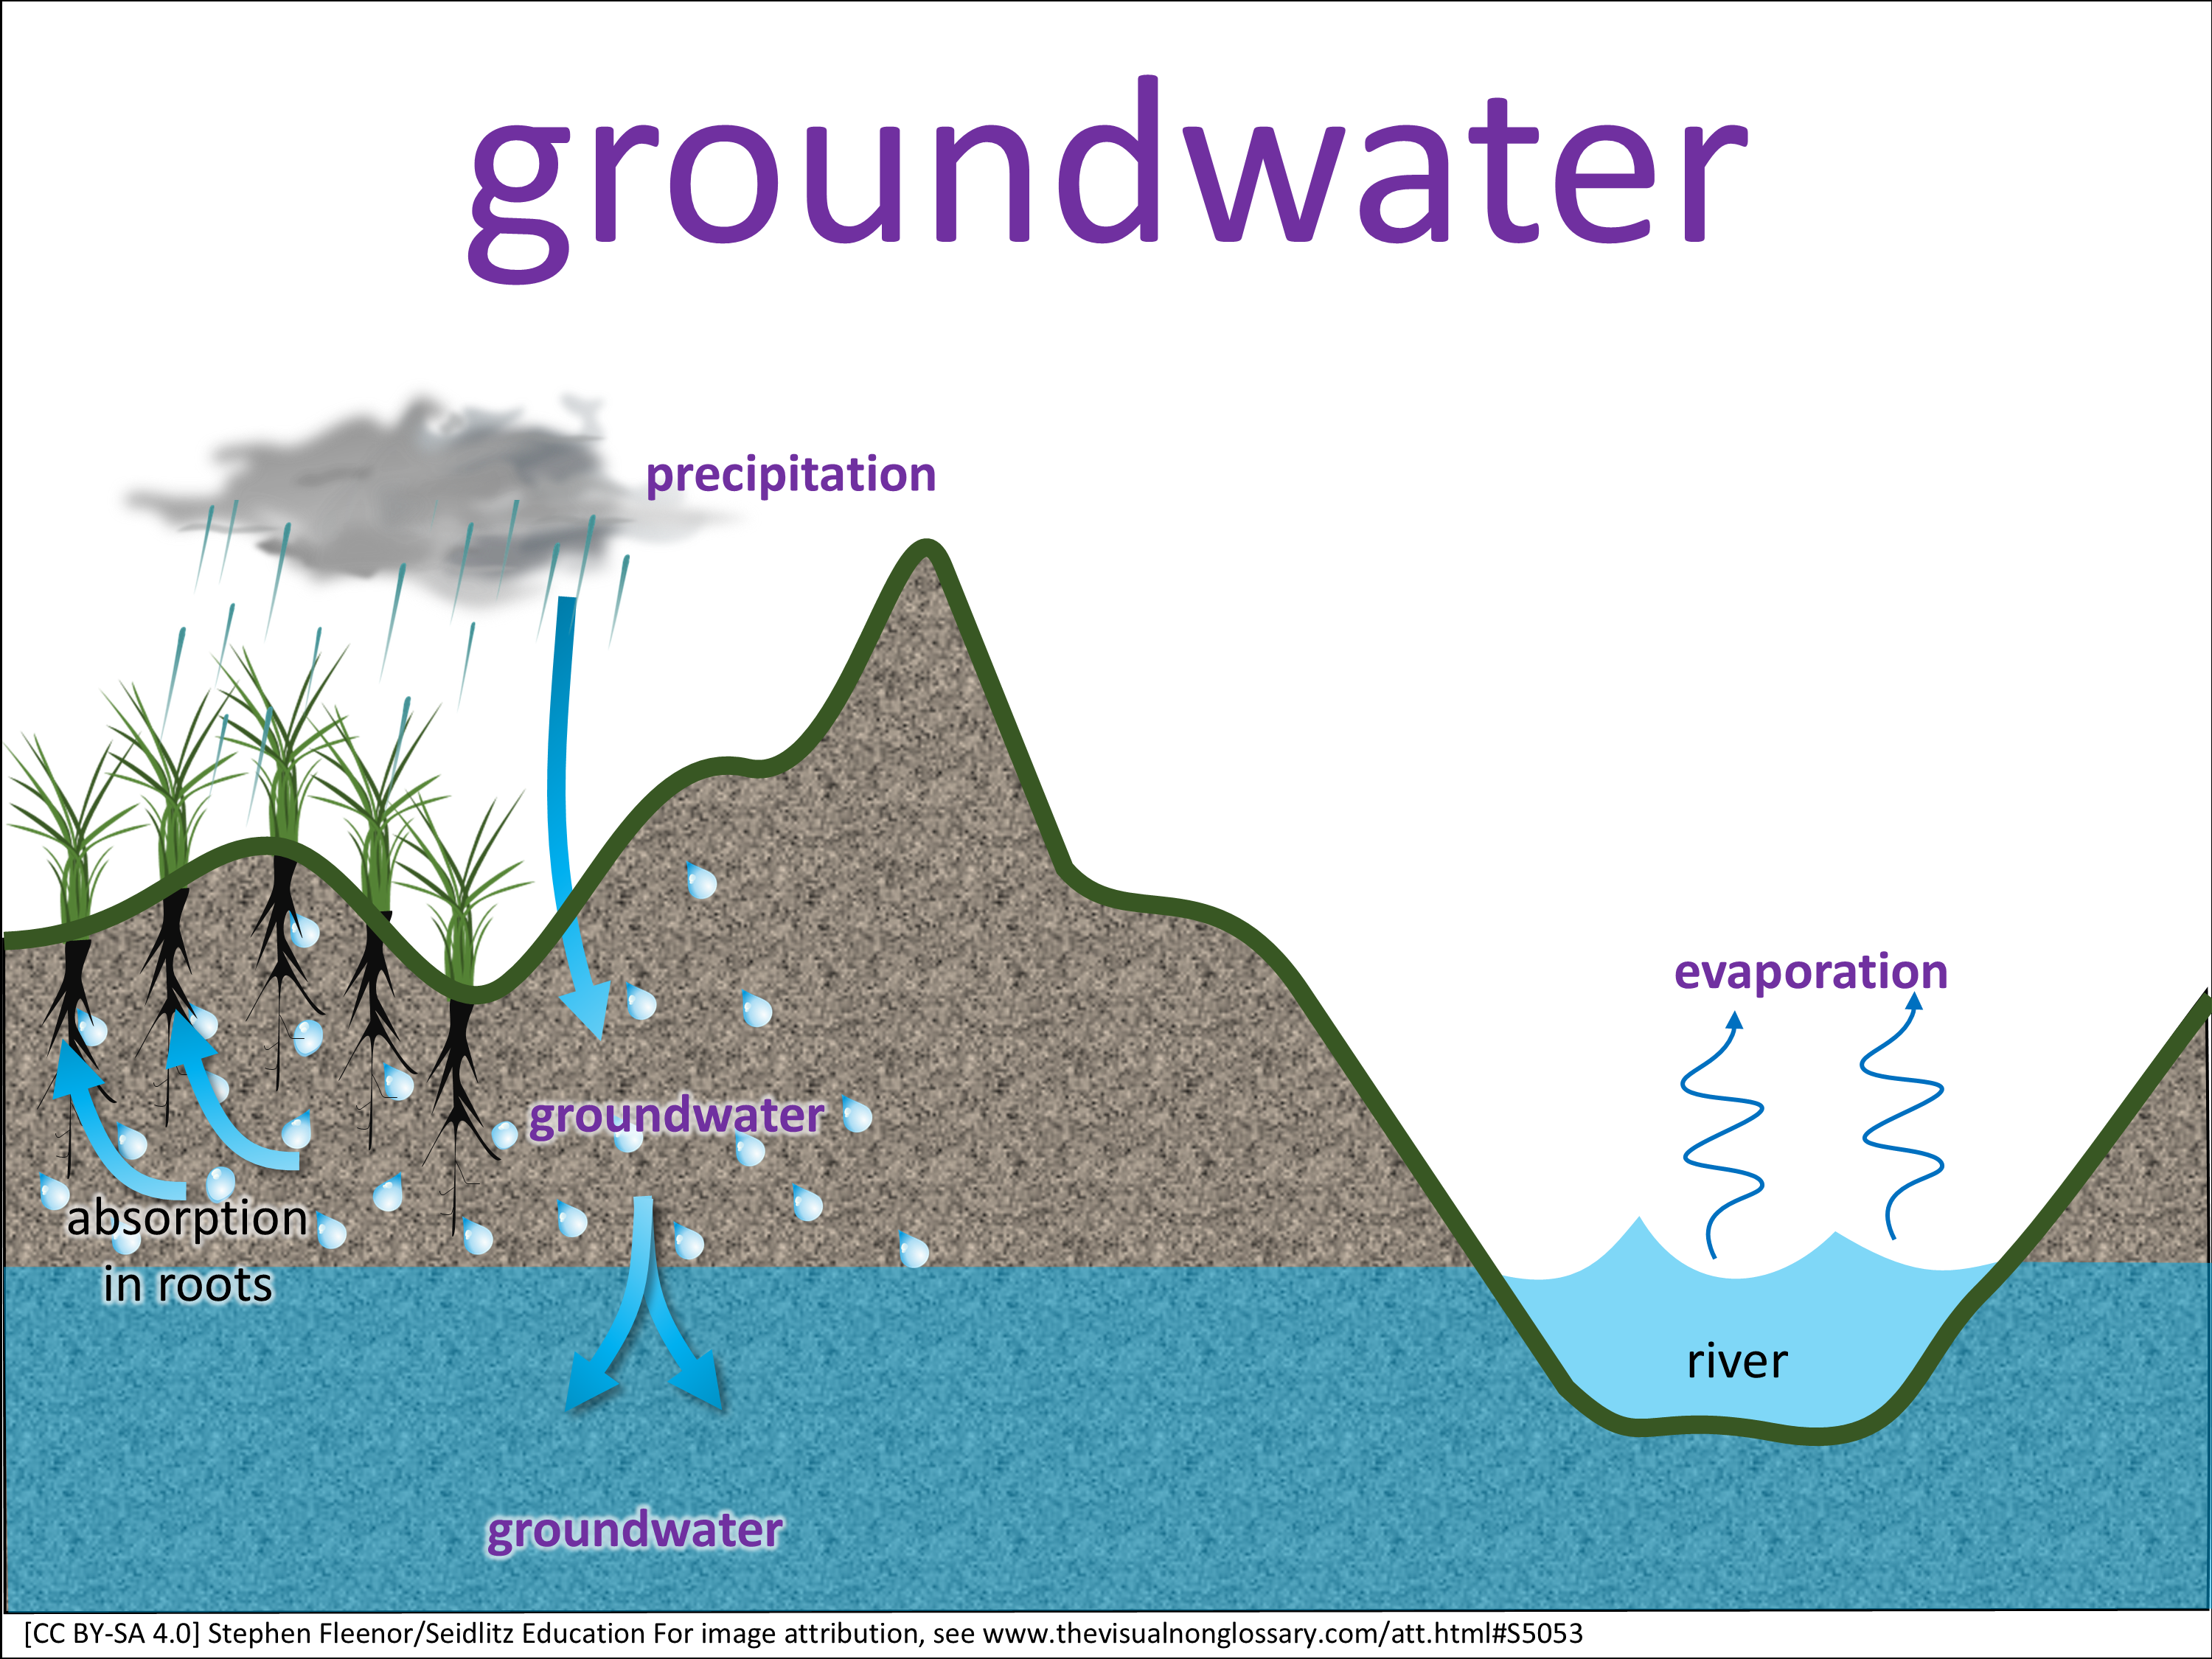 groundwater
precipitation
evaporation
groundwater
absorption
in roots
river
groundwater
[CC BY-SA 4.0] Stephen Fleenor/Seidlitz Education For image attribution, see www.thevisualnonglossary.com/att.html#S5053